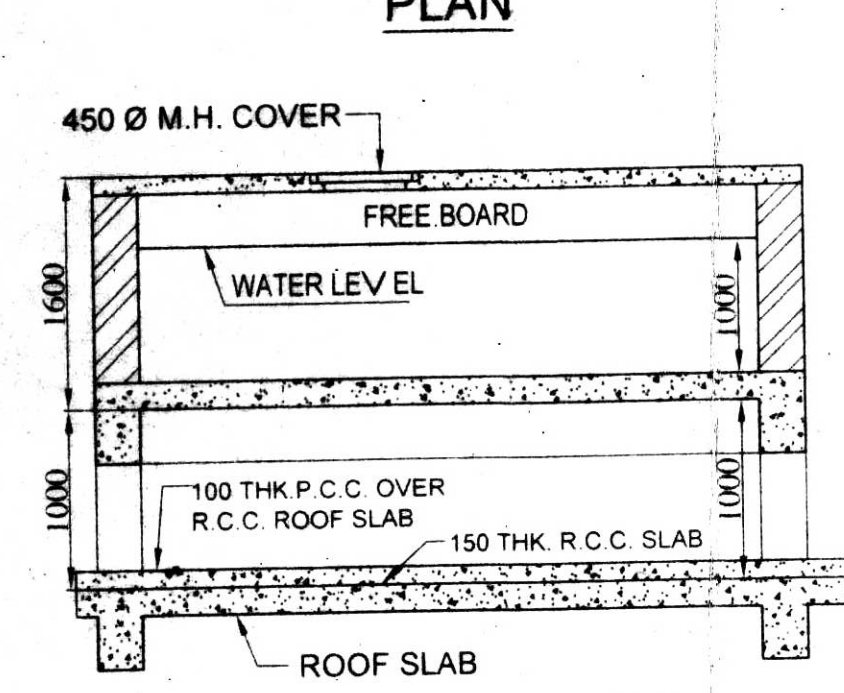 PLAN
450 Ø M.H. COVER
FREE.BOARD
WATER LEVEL
1600
1000
1000
1000
100 THK.P.C.C. OVER
R.C.C. ROOF SLAB
150 THK. R.C.C. SLAB
ROOF SLAB